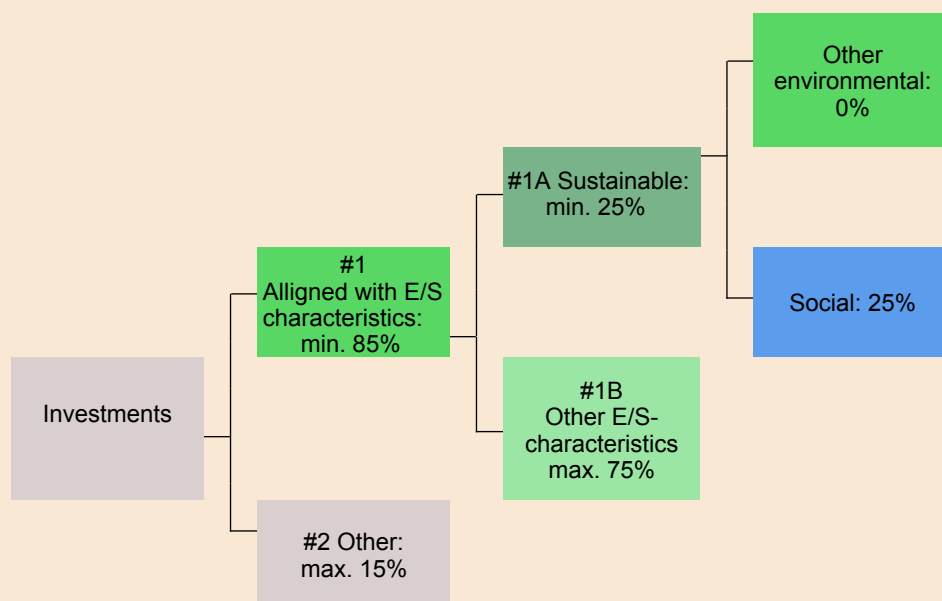 Investments
#1
Alligned with E/S
characteristics:
min. 85%
#2 Other:
max. 15%
#1A Sustainable:
min. 25%
#1B
Other E/S-
characteristics
max. 75%
Other
environmental:
0%
Social: 25%